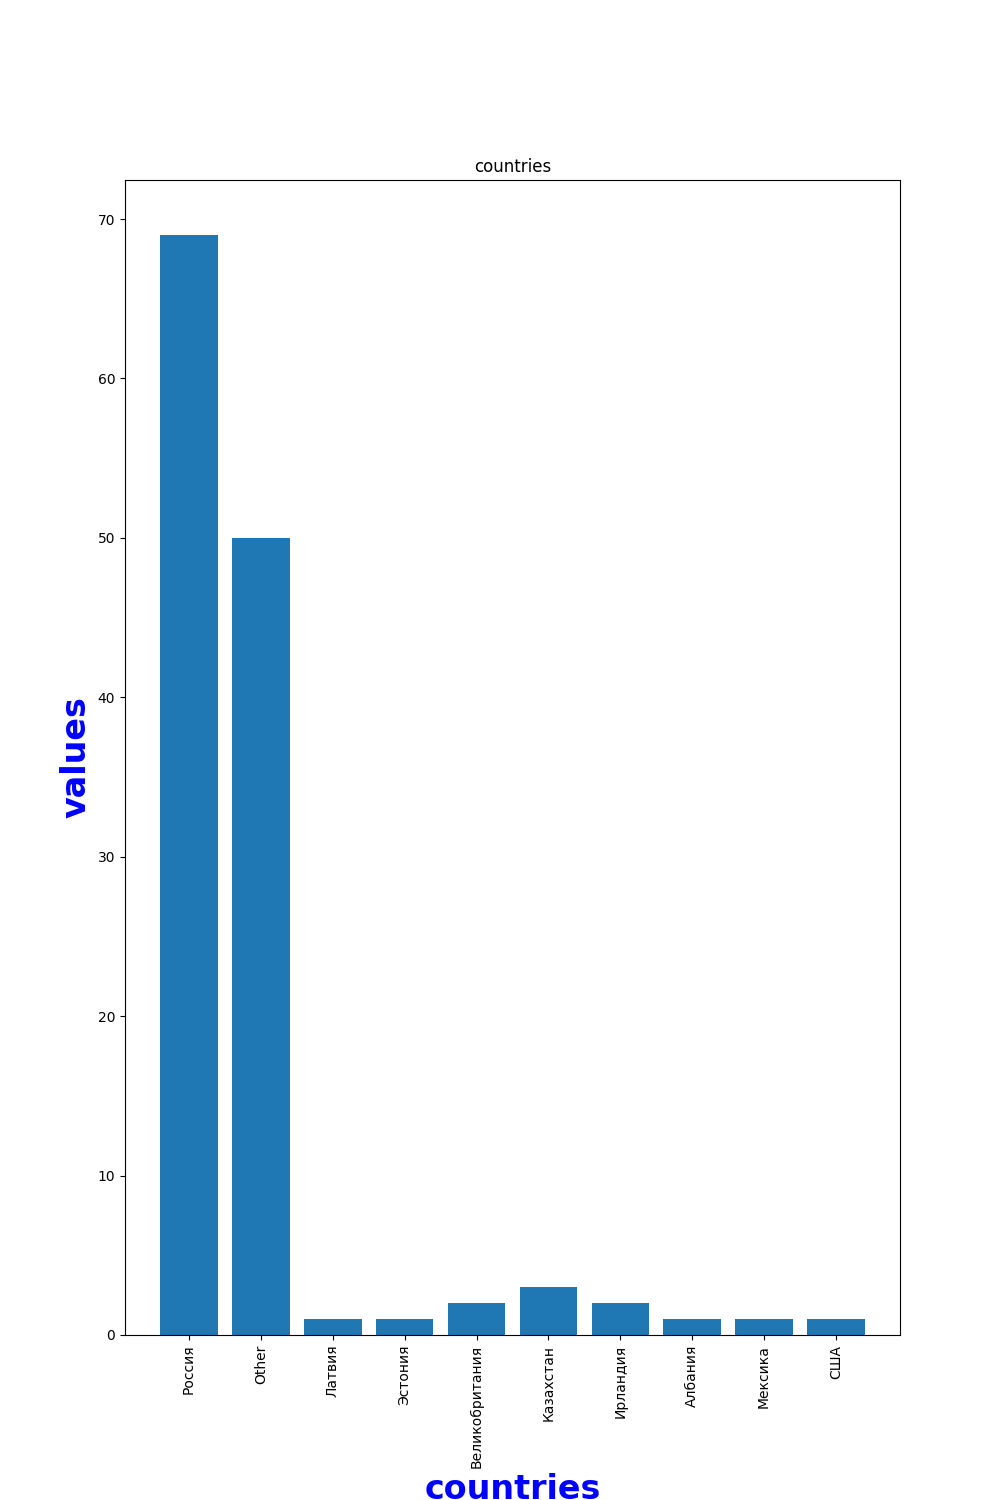 countries
70
60
50
40
30
20
10
0
values
Россия
Other
Латвия
Эстония
Великобритания
Казахстан
Ирландия
Албания
Мексика
США
countries